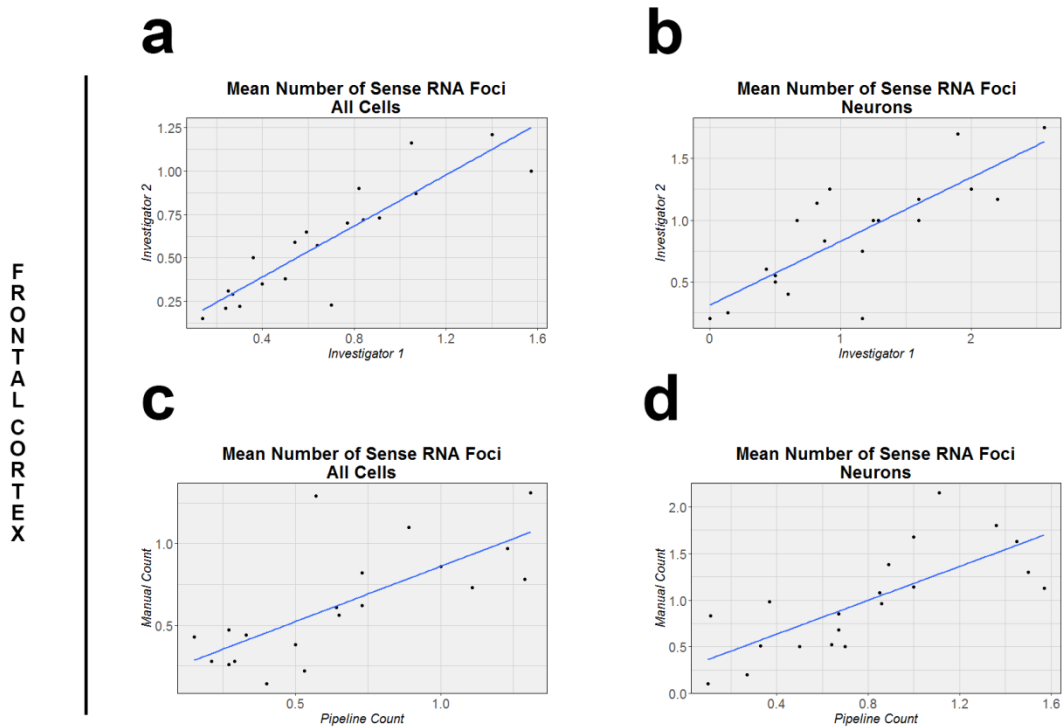 FRONTAL CORTEX
a
Mean Number of Sense RNA Foci
All Cells
Investigator 2
1.25
1.00
0.75
0.50
0.25
0.4
0.8
1.2
1.6
Investigator 1
b
Mean Number of Sense RNA Foci
Neurons
Investigator 2
1.5
1.0
0.5
0
1
2
Investigator 1
c
Mean Number of Sense RNA Foci
All Cells
Manual Count
1.0
0.5
0.5
1.0
Pipeline Count
d
Mean Number of Sense RNA Foci
Neurons
Manual Count
2.0
1.5
1.0
0.5
0.0
0.4
0.8
1.2
1.6
Pipeline Count